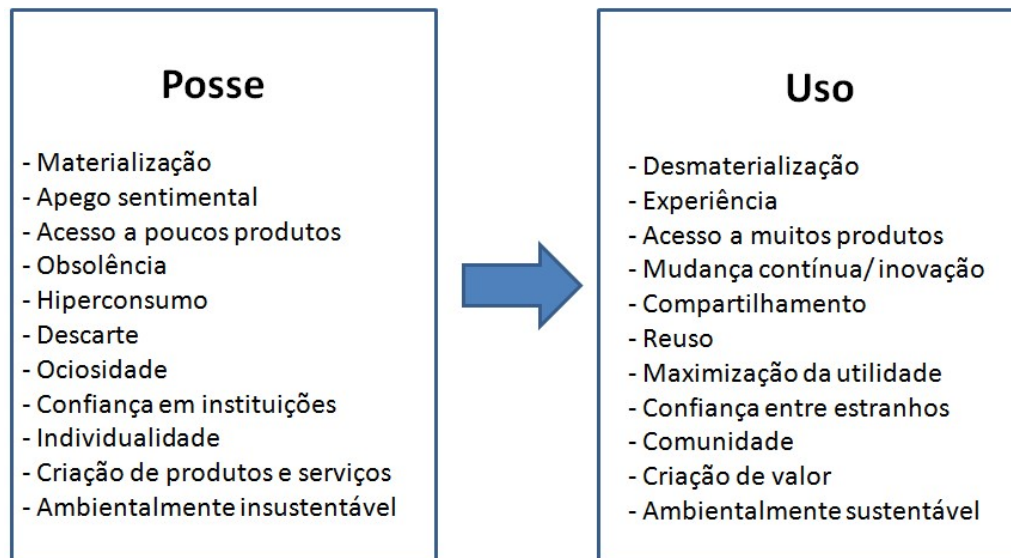 Posse
- Materialização
- Apego sentimental
- Acesso a poucos produtos
- Obsolência
- Hiperconsumo
- Descarte
- Ociosidade
- Confiança em instituições
- Individualidade
- Criação de produtos e serviços
- Ambientalmente insustentável
Uso
- Desmaterialização
- Experiência
- Acesso a muitos produtos
- Mudança contínua/ inovação
- Compartilhamento
- Reuso
- Maximização da utilidade
- Confiança entre estranhos
- Comunidade
- Criação de valor
- Ambientalmente sustentável